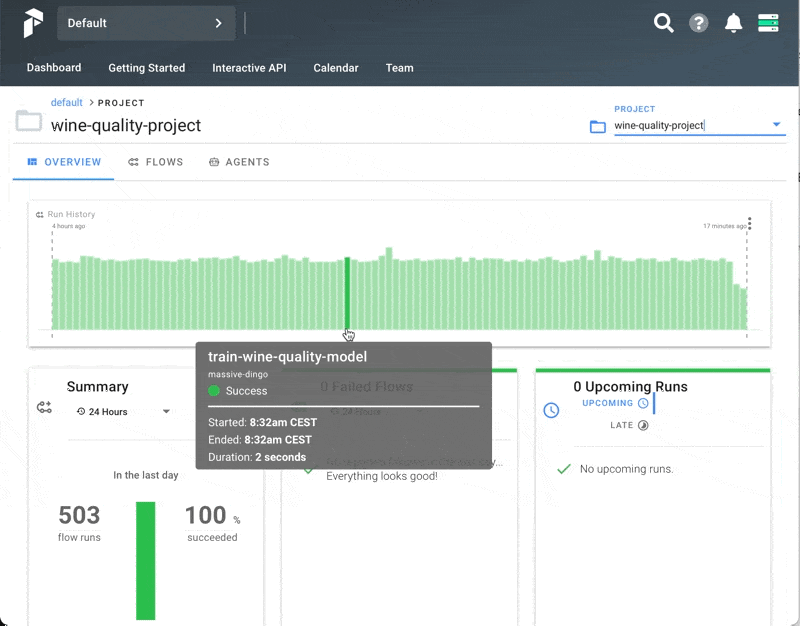 Default
Dashboard
Getting Started
Interactive API
Calendar
Team
default > PROJECT
wine-quality-project
PROJECT
wine-quality-project
OVERVIEW
FLOWS
AGENTS
Run History
4 hours ago
17 minutes ago
train-wine-quality-model
massive-dingo
Success
Started: 8:32am CEST
Ended: 8:32am CEST
Duration: 2 seconds
Summary
24 Hours
In the last day
503
flow runs
100 %
succeeded
0 Failed Flows
24 Hours
Everything looks good!
0 Upcoming Runs
UPCOMING
LATE
No upcoming runs.